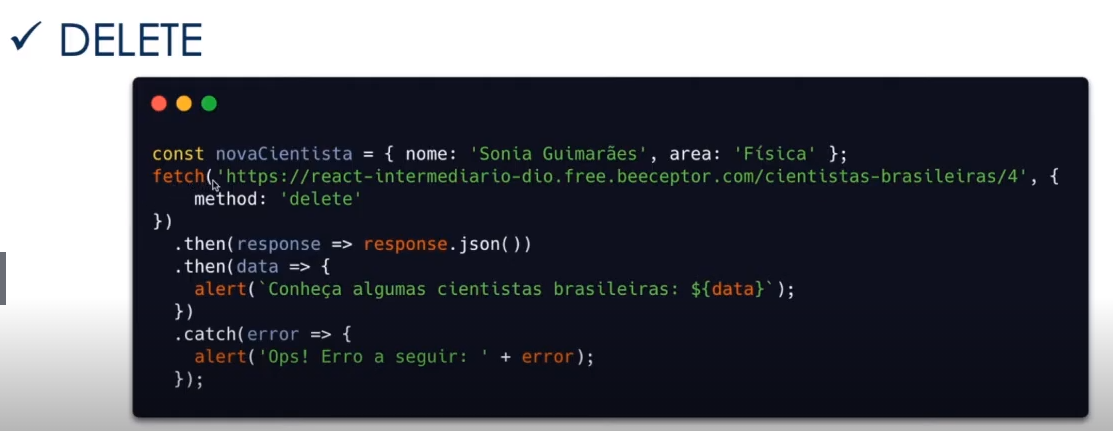 ✓ DELETE
const novaCientista = { nome: 'Sonia Guimarães', area: 'Física' };
fetch('https://react-intermediario-dio.free.beeceptor.com/cientistas-brasileiras/4', {
    method: 'delete'
})
  .then(response => response.json())
  .then(data => {
    alert(`Conheça algumas cientistas brasileiras: ${data}`);
  })
  .catch(error => {
    alert('Ops! Erro a seguir: ' + error);
  });